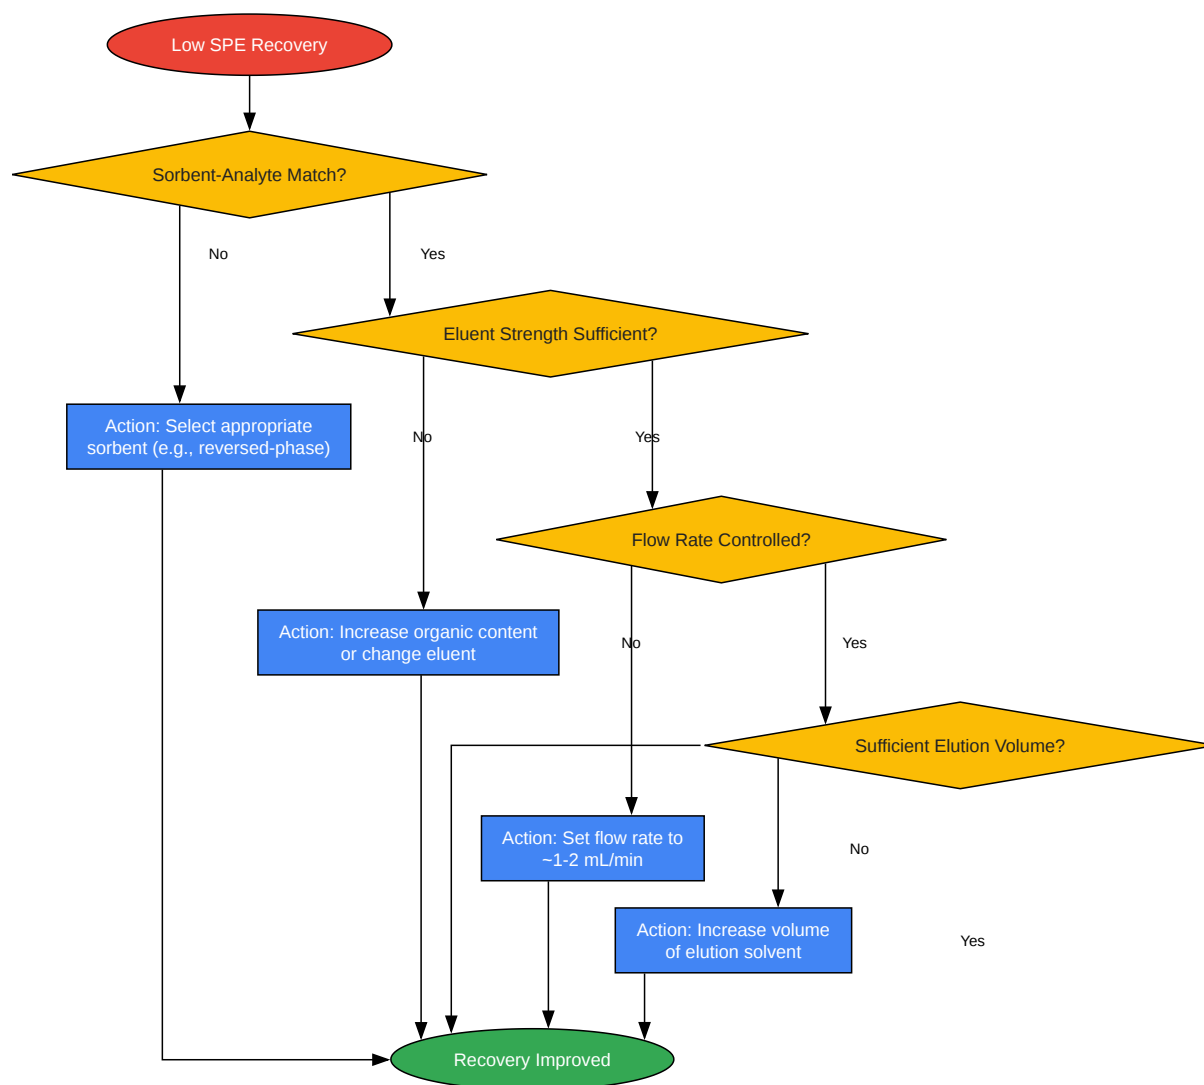 Low SPE Recovery
Sorbent-Analyte Match?
No
Yes
Eluent Strength Sufficient?
Action: Select appropriate
sorbent (e.g., reversed-phase)
No
Yes
Flow Rate Controlled?
Action: Increase organic content
or change eluent
No
Yes
Sufficient Elution Volume?
Action: Set flow rate to
~1-2 mL/min
No
Action: Increase volume
of elution solvent
Yes
Recovery Improved